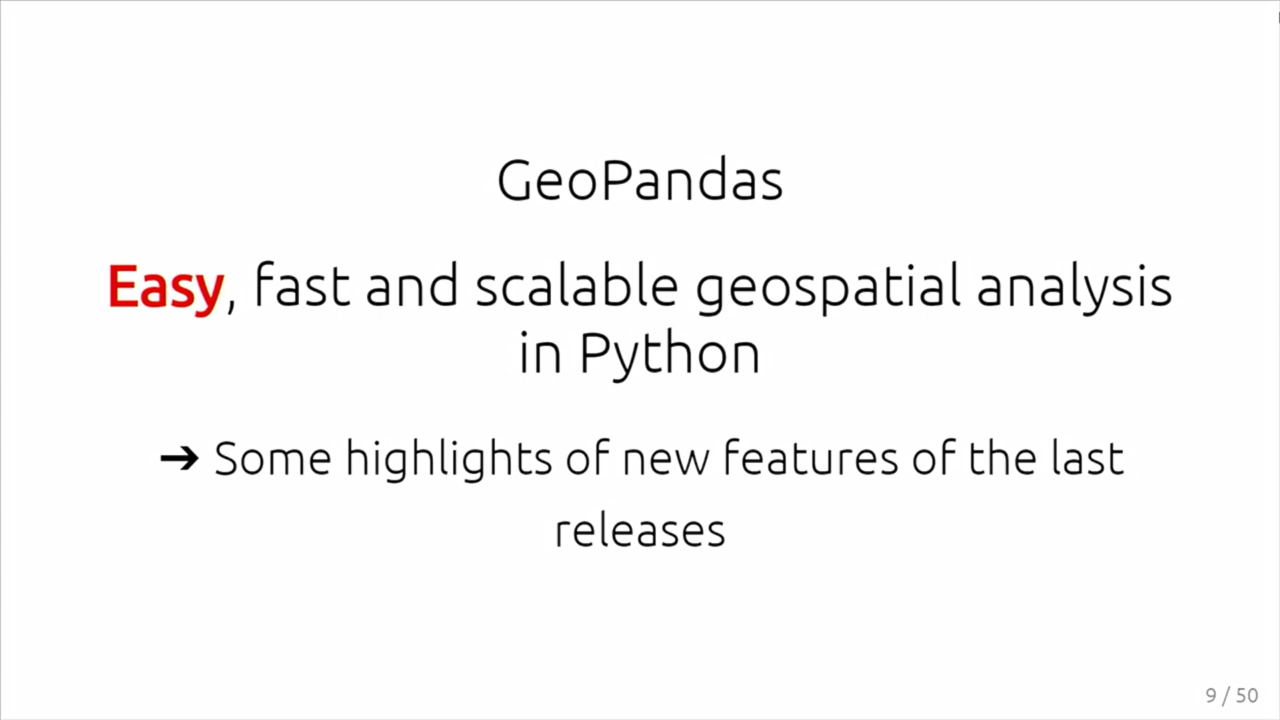 GeoPandas
Easy, fast and scalable geospatial analysis
in Python
➔ Some highlights of new features of the last
releases
9 / 50